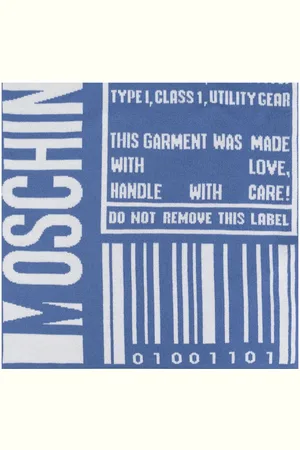 MOSCHIN
TYPE I, CLASS 1, UTILITY GEAR
THIS GARMENT WAS MADE
WITH LOVE,
HANDLE WITH CARE!
DO NOT REMOVE THIS LABEL
01001101